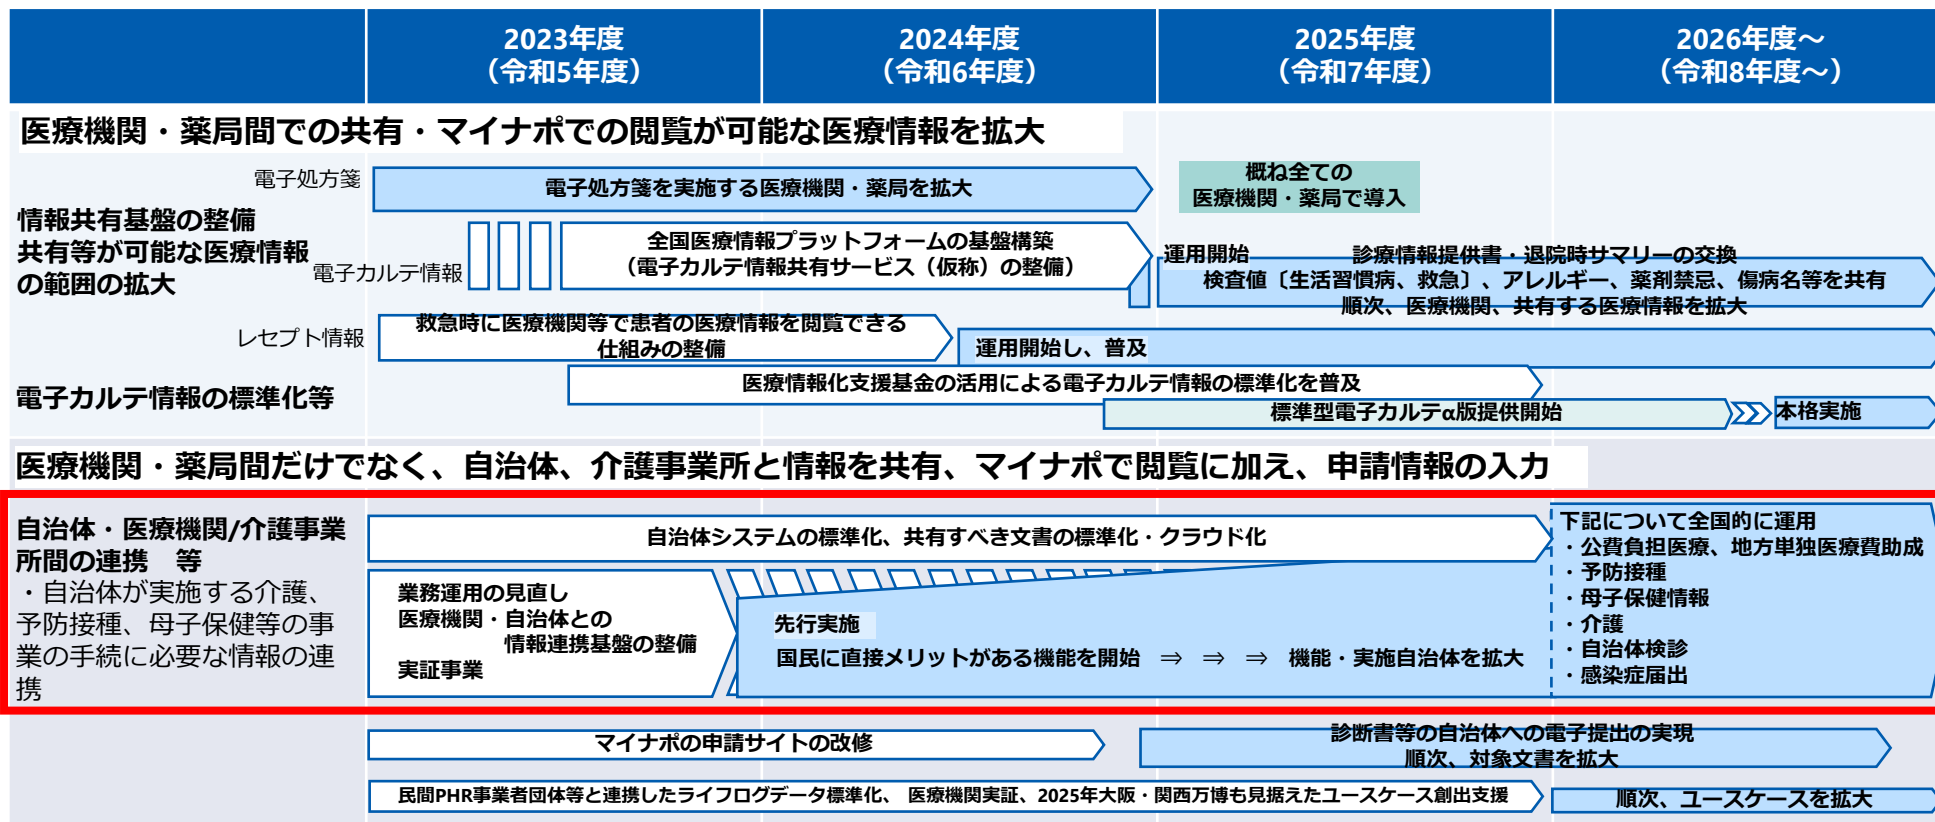 2023年度
（令和5年度）
2024年度
（令和6年度）
2025年度
（令和7年度）
2026年度～
（令和8年度～）
医療機関・薬局間での共有・マイナポでの閲覧が可能な医療情報を拡大
情報共有基盤の整備
共有等が可能な医療情報
の範囲の拡大
電子処方箋
電子処方箋を実施する医療機関・薬局を拡大
概ね全ての
医療機関・薬局で導入
電子カルテ情報
全国医療情報プラットフォームの基盤構築
（電子カルテ情報共有サービス（仮称）の整備）
運用開始
診療情報提供書・退院時サマリーの交換
検査値〔生活習慣病、救急〕、アレルギー、薬剤禁忌、傷病名等を共有
順次、医療機関、共有する医療情報を拡大
レセプト情報
救急時に医療機関等で患者の医療情報を閲覧できる
仕組みの整備
運用開始し、普及
電子カルテ情報の標準化等
医療情報化支援基金の活用による電子カルテ情報の標準化を普及
標準型電子カルテα版提供開始
本格実施
医療機関・薬局間だけでなく、自治体、介護事業所と情報を共有、マイナポで閲覧に加え、申請情報の入力
自治体・医療機関/介護事業
所間の連携　等
・自治体が実施する介護、
予防接種、母子保健等の事
業の手続に必要な情報の連
携
自治体システムの標準化、共有すべき文書の標準化・クラウド化
業務運用の見直し
医療機関・自治体との
情報連携基盤の整備
実証事業
先行実施
国民に直接メリットがある機能を開始　⇒　⇒　⇒　機能・実施自治体を拡大
下記について全国的に運用
・公費負担医療、地方単独医療費助成
・予防接種
・母子保健情報
・介護
・自治体検診
・感染症届出
マイナポの申請サイトの改修
診断書等の自治体への電子提出の実現
順次、対象文書を拡大
民間PHR事業者団体等と連携したライフログデータ標準化、 医療機関実証、2025年大阪・関西万博も見据えたユースケース創出支援
順次、ユースケースを拡大